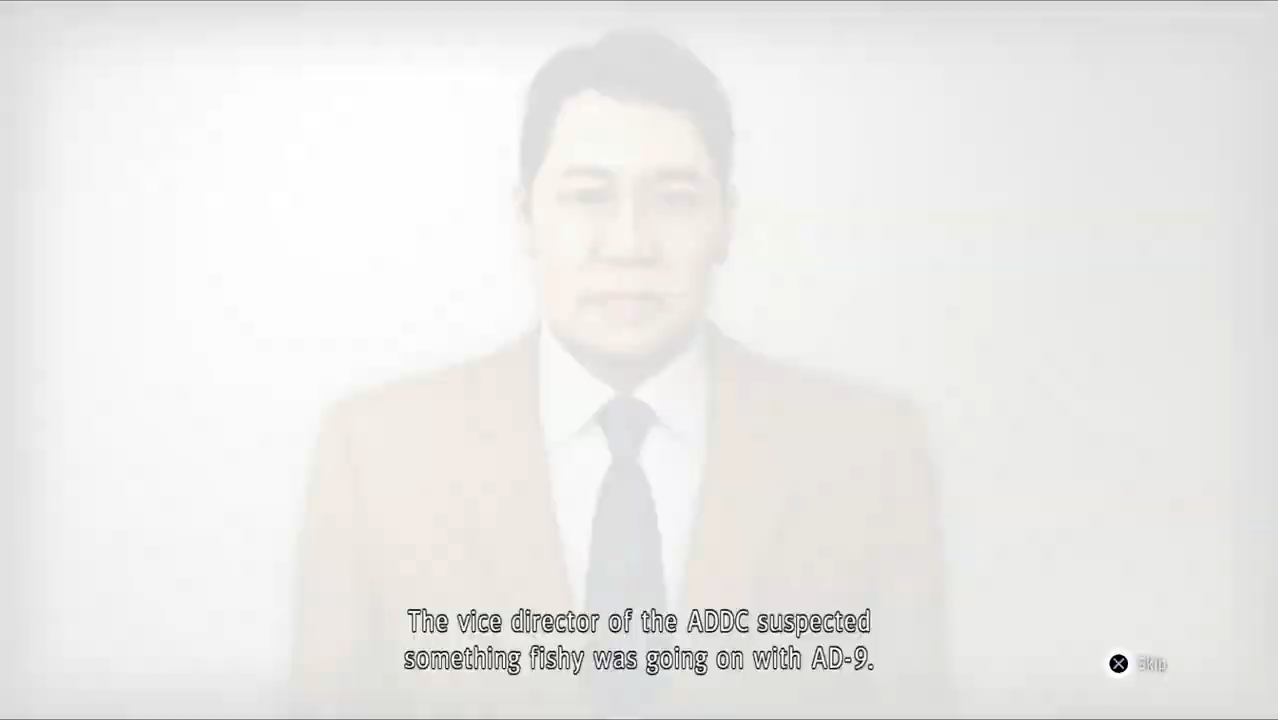 The vice director of the ADDC suspected
something fishy was going on with AD-9.
Skip